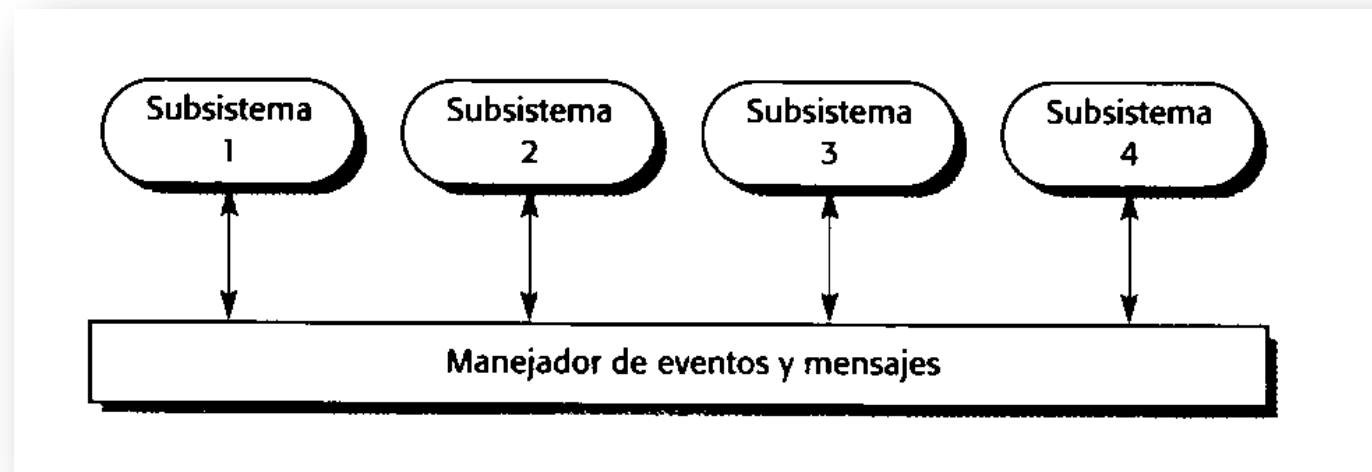 Subsistema
1
Subsistema
2
Subsistema
3
Subsistema
4
Manejador de eventos y mensajes